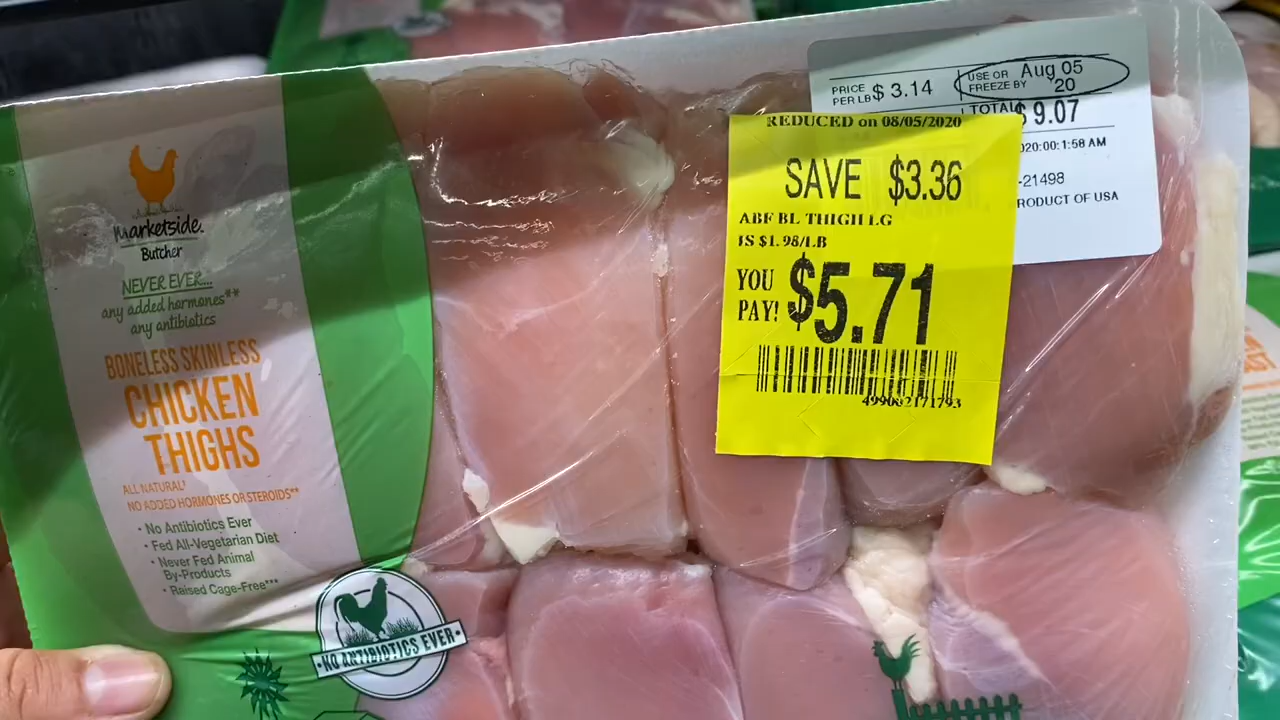 Marketside.
Butcher
NEVER EVER...
any added hormones**
any antibiotics
BONELESS SKINLESS
CHICKEN
THIGHS
ALL NATURAL†
NO ADDED HORMONES OR STEROIDS**
• No Antibiotics Ever
• Fed All-Vegetarian Diet
• Never Fed Animal
By-Products
• Raised Cage-Free***
• NO ANTIBIOTICS EVER •
PRICE
PER LB $ 3.14
USE OR
FREEZE BY
Aug 05
'20
TOTAL $ 9.07
020:00:1:58 AM
-21498
RODUCT OF USA
REDUCED on 08/05/2020
SAVE $3.36
ABF BL THIGH LG
IS $1.98/LB
YOU
PAY! $5.71